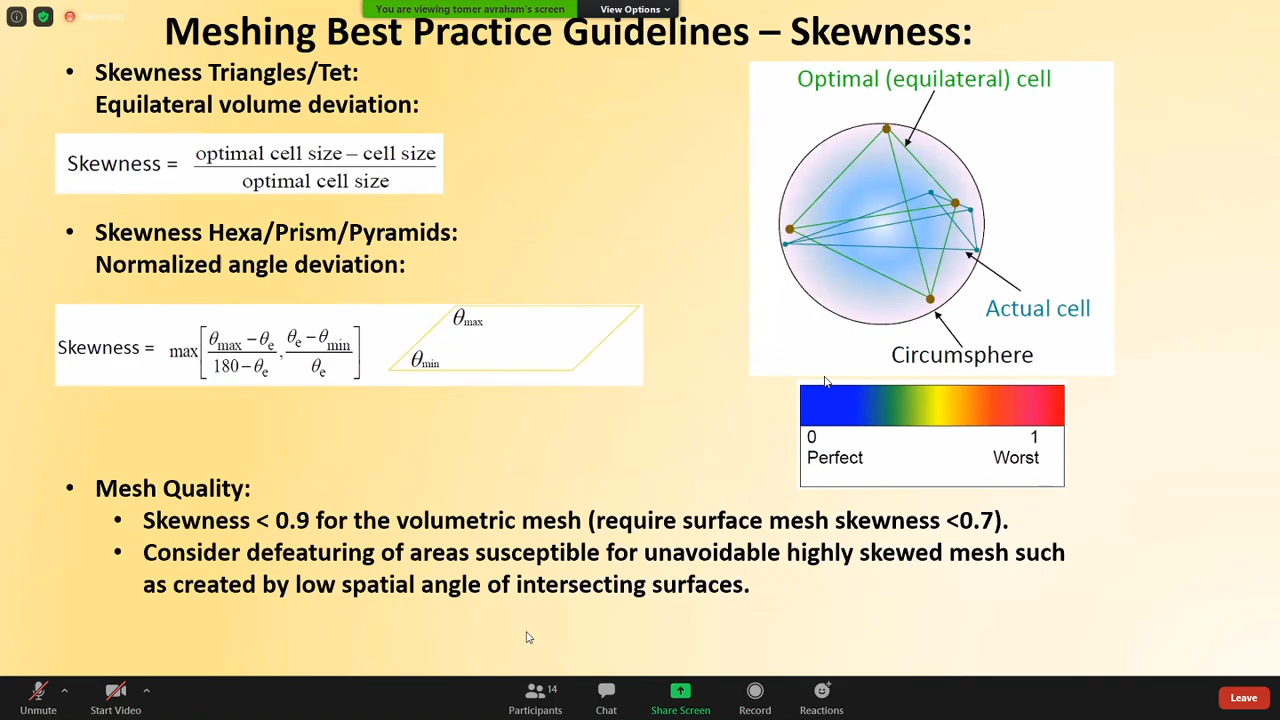 Recording
You are viewing tomer avraham's screen
View Options
Meshing Best Practice Guidelines – Skewness:
• Skewness Triangles/Tet:
Equilateral volume deviation:
Skewness = optimal cell size – cell size
optimal cell size
• Skewness Hexa/Prism/Pyramids:
Normalized angle deviation:
Skewness = max[θmax – θe / 180 – θe , θe – θmin / θe]
θmax
θmin
Optimal (equilateral) cell
Actual cell
Circumsphere
0 1
Perfect Worst
• Mesh Quality:
• Skewness < 0.9 for the volumetric mesh (require surface mesh skewness <0.7).
• Consider defeaturing of areas susceptible for unavoidable highly skewed mesh such
as created by low spatial angle of intersecting surfaces.
Unmute
Start Video
14
Participants
Chat
Share Screen
Record
Reactions
Leave